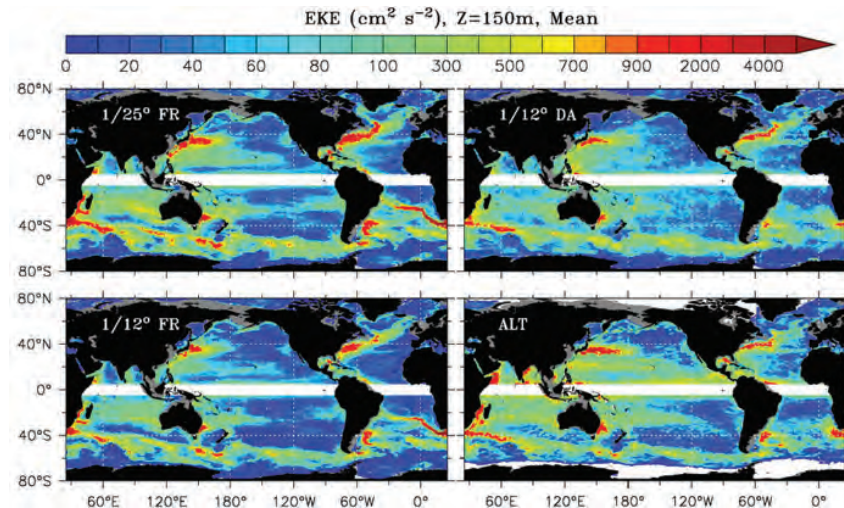 EKE (cm² s⁻²), Z=150m, Mean
0 20 40 60 80 100 300 500 700 900 2000 4000
80°N 1/25° FR 1/12° DA
40°N
0°
40°S
80°S
80°N 1/12° FR ALT
40°N
0°
40°S
80°S
60°E 120°E 180° 120°W 60°W 0° 60°E 120°E 180° 120°W 60°W 0°